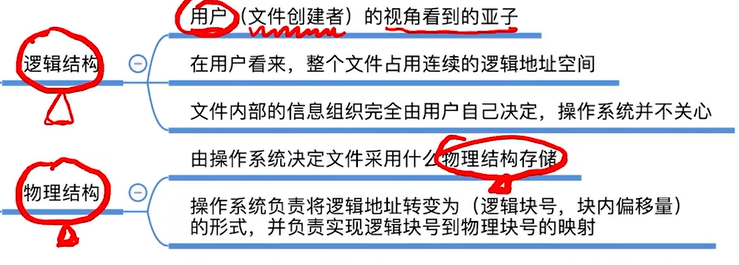 用户（文件创建者）的视角看到的亚子
逻辑结构
在用户看来，整个文件占用连续的逻辑地址空间
文件内部的信息组织完全由用户自己决定，操作系统并不关心
由操作系统决定文件采用什么物理结构存储
物理结构
操作系统负责将逻辑地址转变为（逻辑块号，块内偏移量）
的形式，并负责实现逻辑块号到物理块号的映射